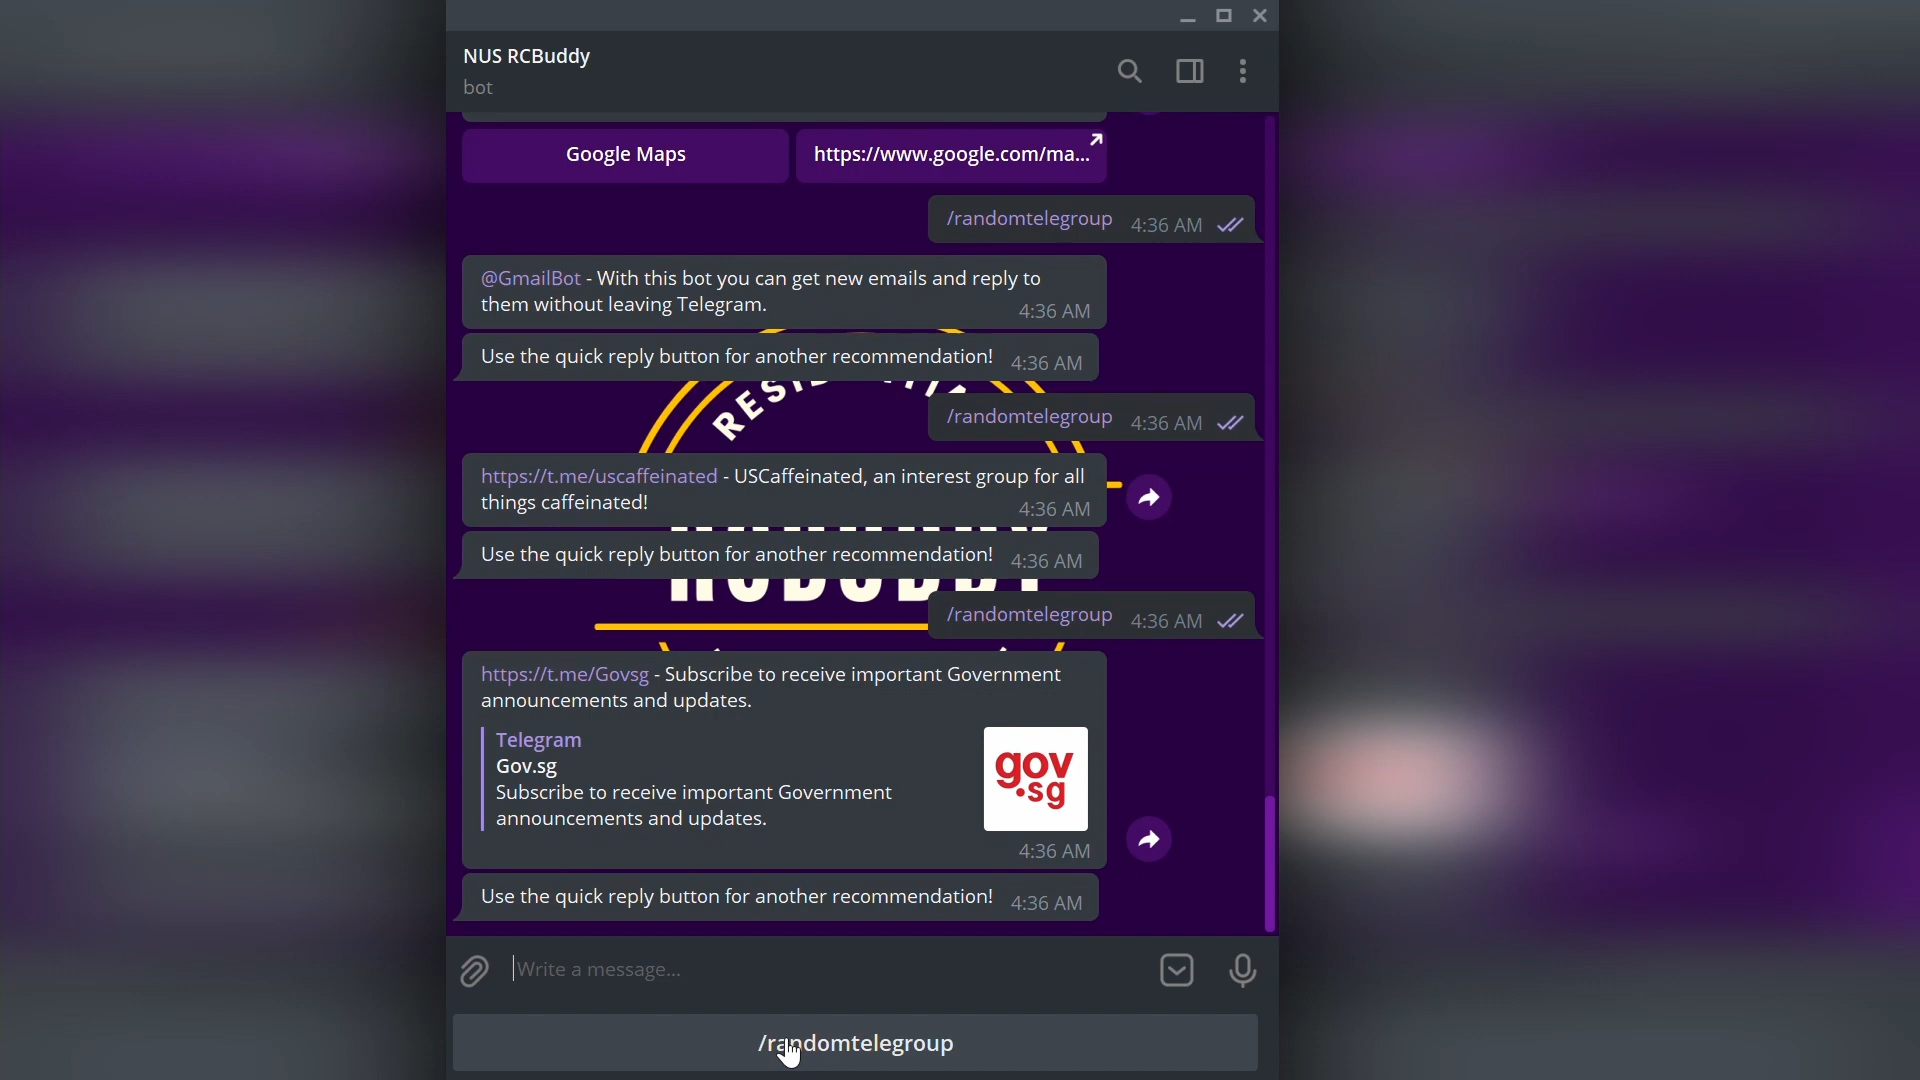 NUS RCBuddy
bot
Google Maps
https://www.google.com/ma...
/randomtelegroup 4:36 AM
@GmailBot - With this bot you can get new emails and reply to
them without leaving Telegram.
4:36 AM
Use the quick reply button for another recommendation! 4:36 AM
/randomtelegroup 4:36 AM
https://t.me/uscaffeinated - USCaffeinated, an interest group for all
things caffeinated!
4:36 AM
Use the quick reply button for another recommendation! 4:36 AM
/randomtelegroup 4:36 AM
https://t.me/Govsg - Subscribe to receive important Government
announcements and updates.
Telegram
Gov.sg
Subscribe to receive important Government
announcements and updates.
gov
.sg
4:36 AM
Use the quick reply button for another recommendation! 4:36 AM
Write a message...
/randomtelegroup